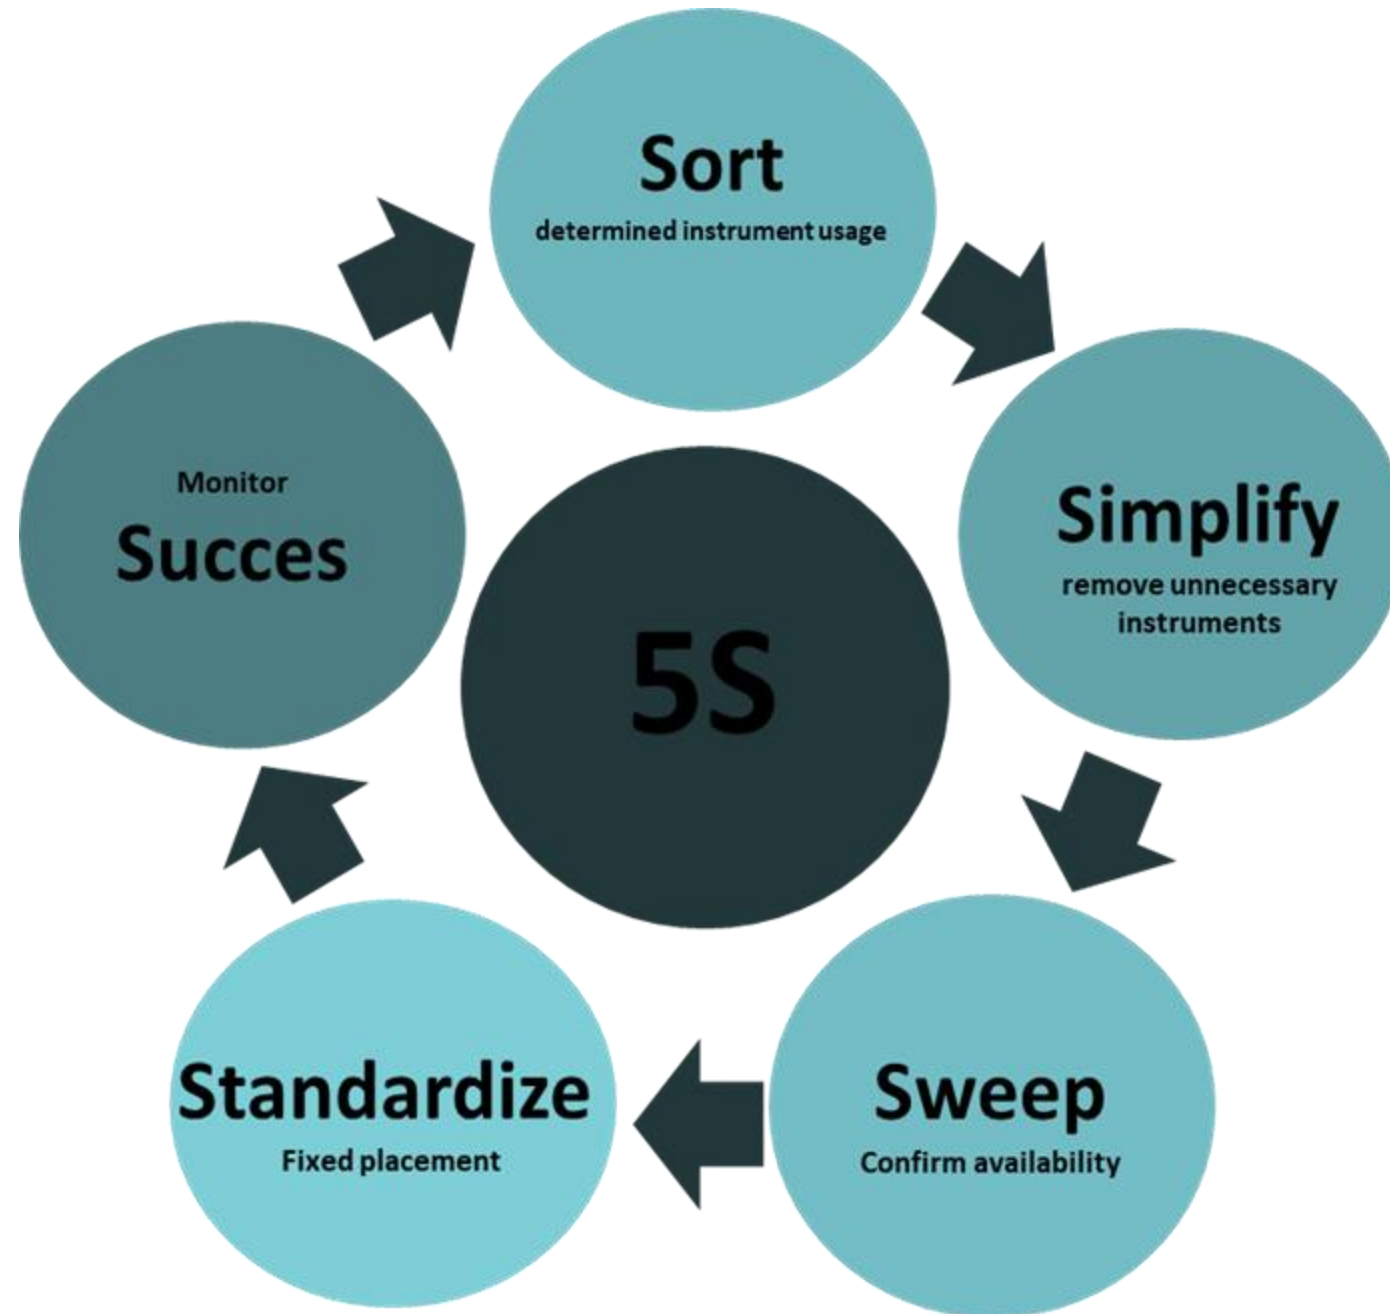 Sort
determined instrument usage
Simplify
remove unnecessary
instruments
Sweep
Confirm availability
Standardize
Fixed placement
Monitor
Succes
5S